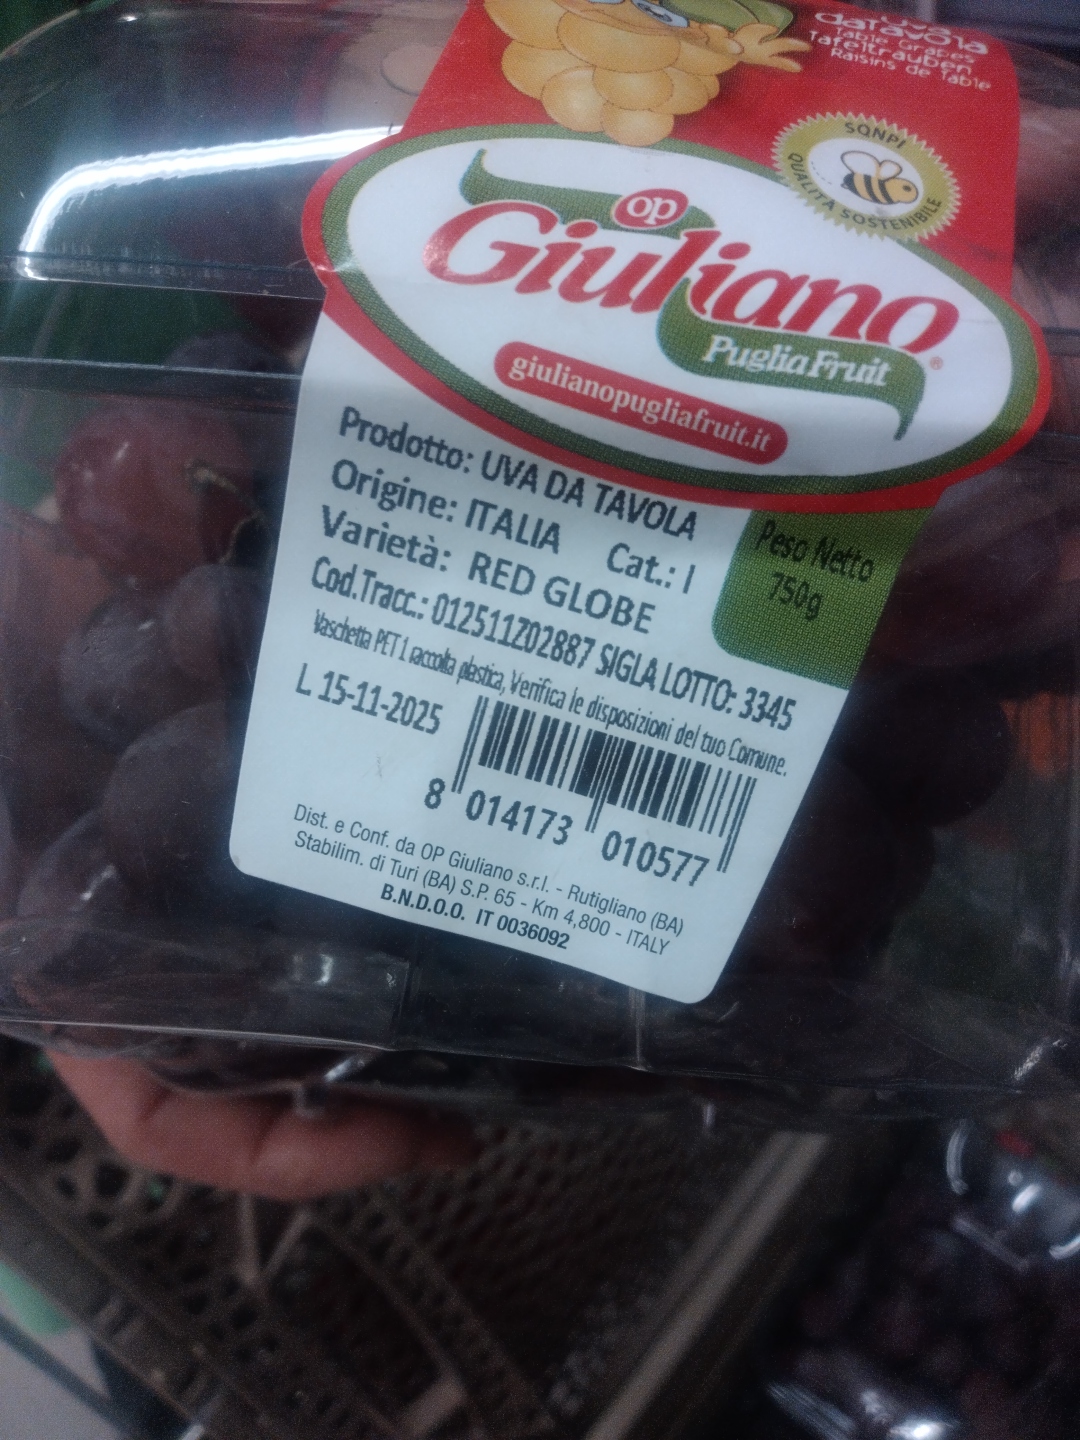 uva
da tavola
Table Grapes
Tafeltrauben
Raisins de Table
SQNPI
QUALITÀ SOSTENIBILE
op
Giuliano
PugliaFruit
®
giulianopugliafruit.it
Prodotto: UVA DA TAVOLA
Origine: ITALIA Cat.: I
Varietà: RED GLOBE
Peso Netto
750g
Cod.Tracc.: 012511Z02887 SIGLA LOTTO: 3345
Vaschetta PET 1 raccolta plastica, Verifica le disposizioni del tuo Comune.
L 15-11-2025
8 014173 010577
Dist. e Conf. da OP Giuliano s.r.l. - Rutigliano (BA)
Stabilim. di Turi (BA) S.P. 65 - Km 4,800 - ITALY
B.N.D.O.O. IT 0036092